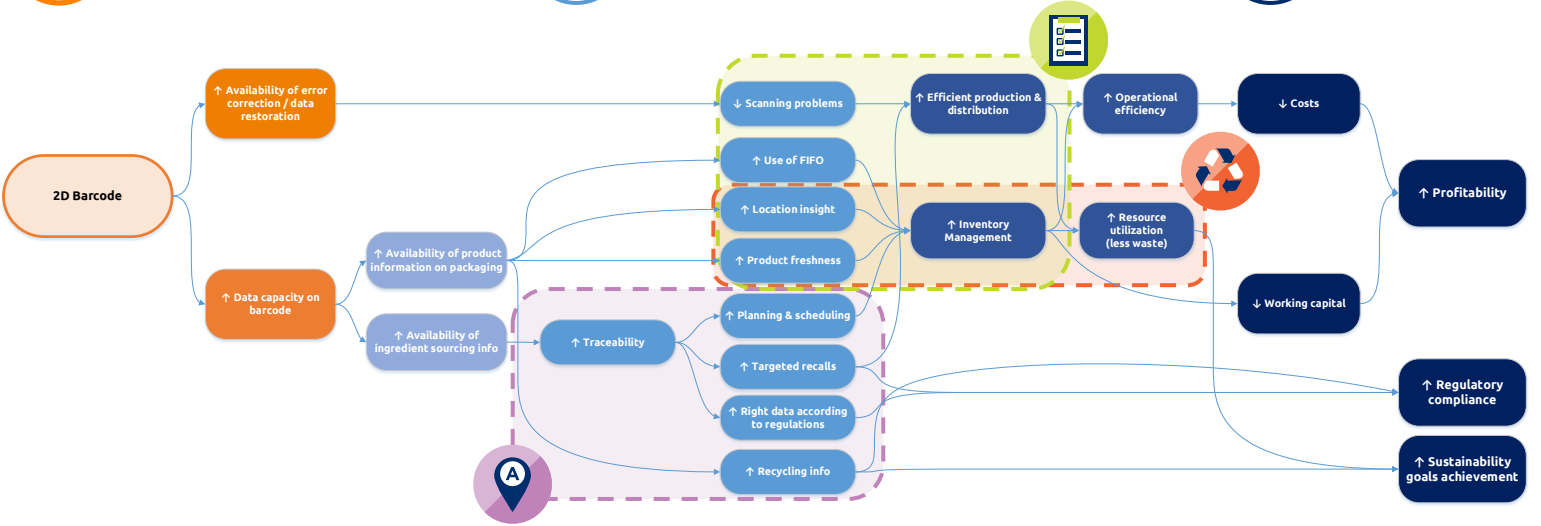 2D Barcode
↑ Availability of error
correction / data
restoration
↑ Data capacity on
barcode
↑ Availability of product
information on packaging
↑ Availability of
ingredient sourcing info
↑ Traceability
↓ Scanning problems
↑ Use of FIFO
↑ Location insight
↑ Product freshness
↑ Planning & scheduling
↑ Targeted recalls
↑ Right data according
to regulations
↑ Recycling info
↑ Efficient production &
distribution
↑ Inventory
Management
↑ Operational
efficiency
↑ Resource
utilization
(less waste)
↓ Costs
↓ Working capital
↑ Profitability
↑ Regulatory
compliance
↑ Sustainability
goals achievement
A